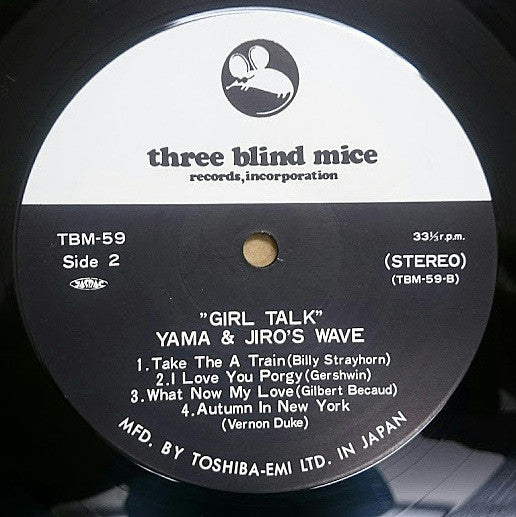 three blind mice
records, incorporation
TBM-59
33⅓r.p.m.
Side 2
(STEREO)
(TBM-59-B)
"GIRL TALK"
YAMA & JIRO'S WAVE
1.Take The A Train(Billy Strayhorn)
2.I Love You Porgy(Gershwin)
3.What Now My Love(Gilbert Becaud)
4.Autumn In New York
(Vernon Duke)
MFD. BY TOSHIBA-EMI LTD. IN JAPAN